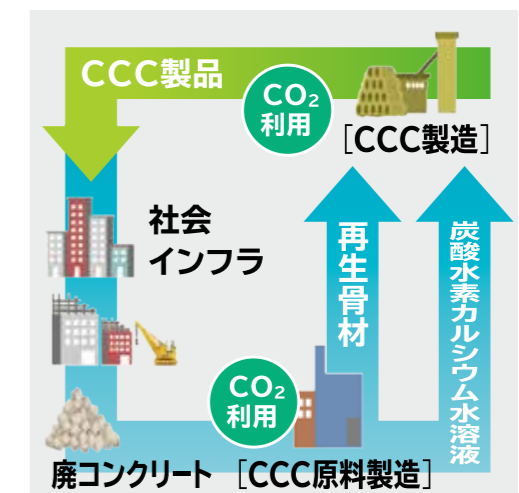 CCC製品
CO₂
利用
[CCC製造]
社会
インフラ
再生骨材
炭酸水素カルシウム水溶液
CO₂
利用
廃コンクリート [CCC原料製造]